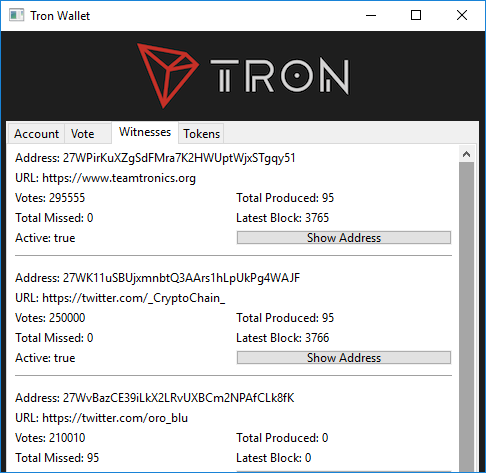 Tron Wallet
TRON
Account Vote Witnesses Tokens
Address: 27WPirKuXZgSdFMra7K2HWUptWjxSTgqy51
URL: https://www.teamtronics.org
Votes: 295555 Total Produced: 95
Total Missed: 0 Latest Block: 3765
Active: true Show Address
Address: 27WK11uSBUjxmnbtQ3AArs1hLpUkPg4WAJF
URL: https://twitter.com/_CryptoChain_
Votes: 250000 Total Produced: 95
Total Missed: 0 Latest Block: 3766
Active: true Show Address
Address: 27WvBazCE39iLkX2LRvUXBCm2NPAfCLk8fK
URL: https://twitter.com/oro_blu
Votes: 210010 Total Produced: 0
Total Missed: 95 Latest Block: 0